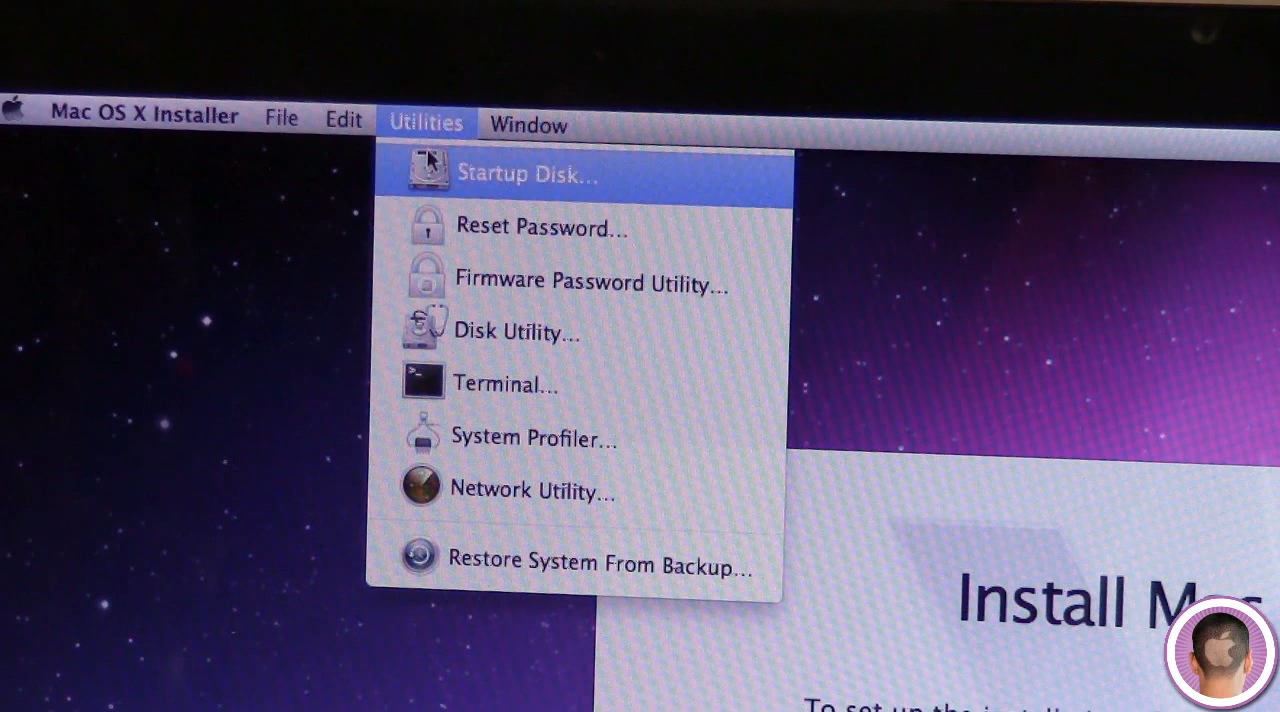 Mac OS X Installer File Edit Utilities Window
Startup Disk...
Reset Password...
Firmware Password Utility...
Disk Utility...
Terminal...
System Profiler...
Network Utility...
Restore System From Backup...
Install Mac
To set up the